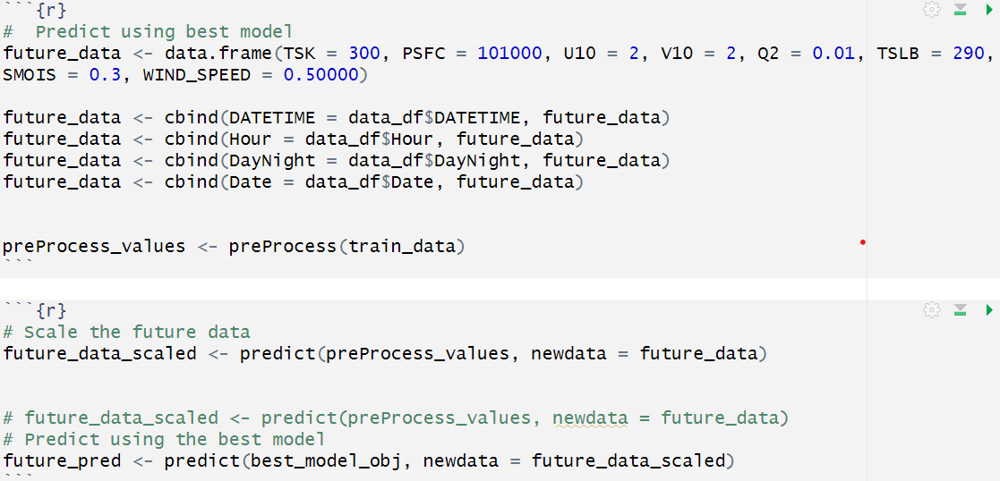 ```{r}
#  Predict using best model
future_data <- data.frame(TSK = 300, PSFC = 101000, U10 = 2, V10 = 2, Q2 = 0.01, TSLB = 290,
SMOIS = 0.3, WIND_SPEED = 0.50000)
future_data <- cbind(DATETIME = data_df$DATETIME, future_data)
future_data <- cbind(Hour = data_df$Hour, future_data)
future_data <- cbind(DayNight = data_df$DayNight, future_data)
future_data <- cbind(Date = data_df$Date, future_data)
preProcess_values <- preProcess(train_data)
```
```{r}
# Scale the future data
future_data_scaled <- predict(preProcess_values, newdata = future_data)
# future_data_scaled <- predict(preProcess_values, newdata = future_data)
# Predict using the best model
future_pred <- predict(best_model_obj, newdata = future_data_scaled)
```